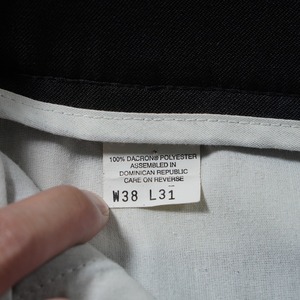 100% DACRON® POLYESTER
ASSEMBLED IN
DOMINICAN REPUBLIC
CARE ON REVERSE
W38 L31